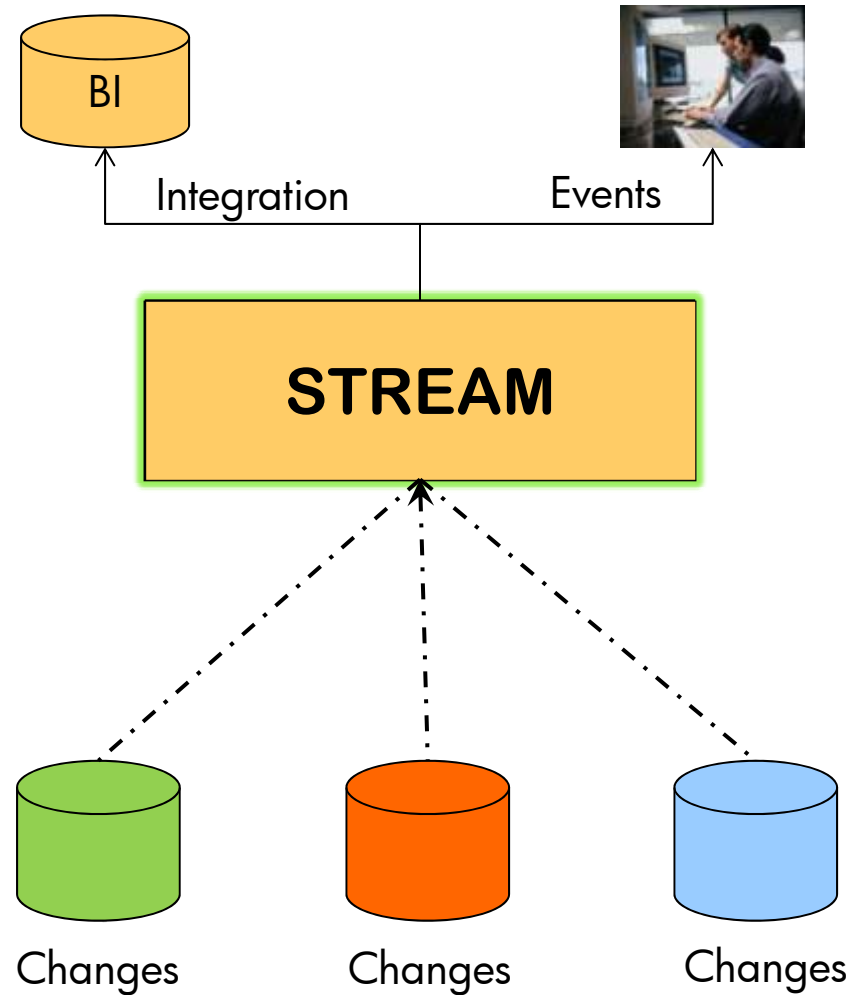 BI
Integration
Events
STREAM
Changes
Changes
Changes